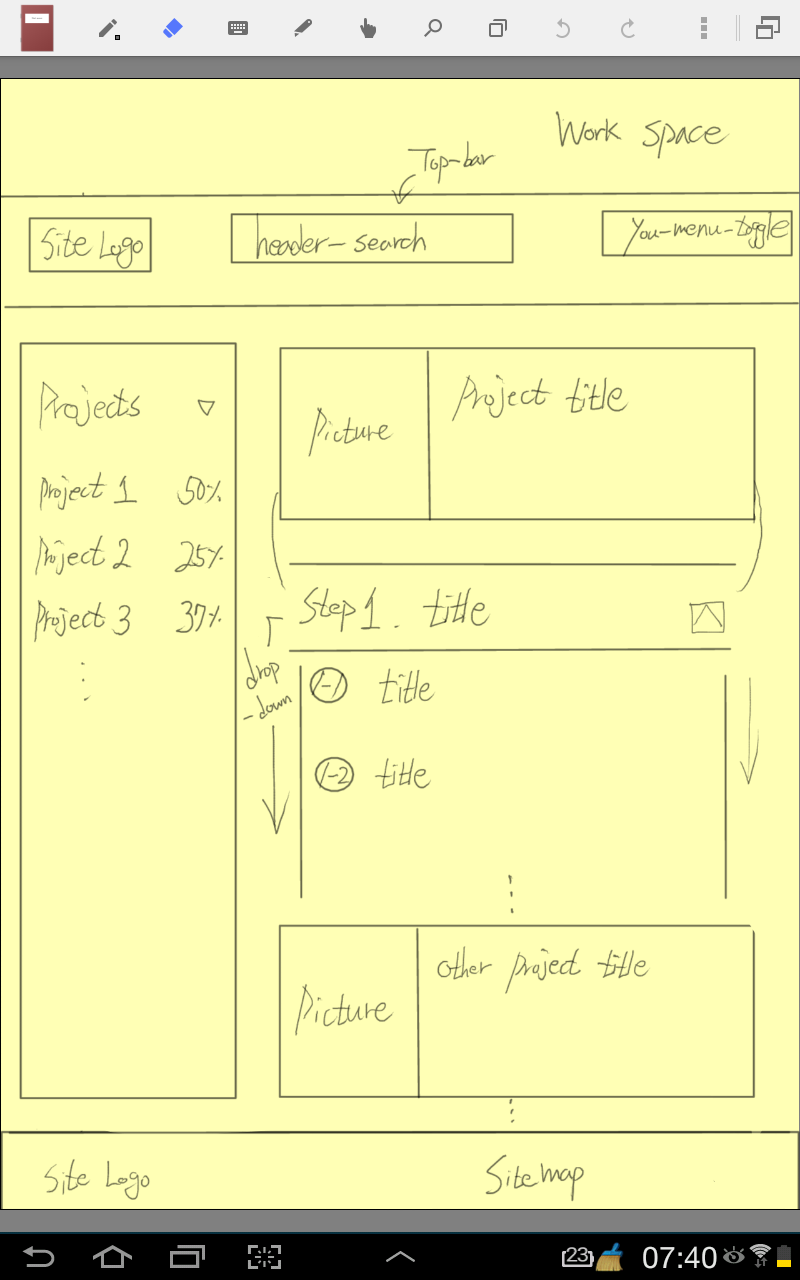 Work space
Top-bar
Site Logo
header-search
You-menu-toggle
Projects
Project 1 50%
Project 2 25%
Project 3 37%
Picture
Project title
Step1. title
drop
-down
1-1 title
1-2 title
Picture
other project title
Site Logo
Sitemap
23
07:40